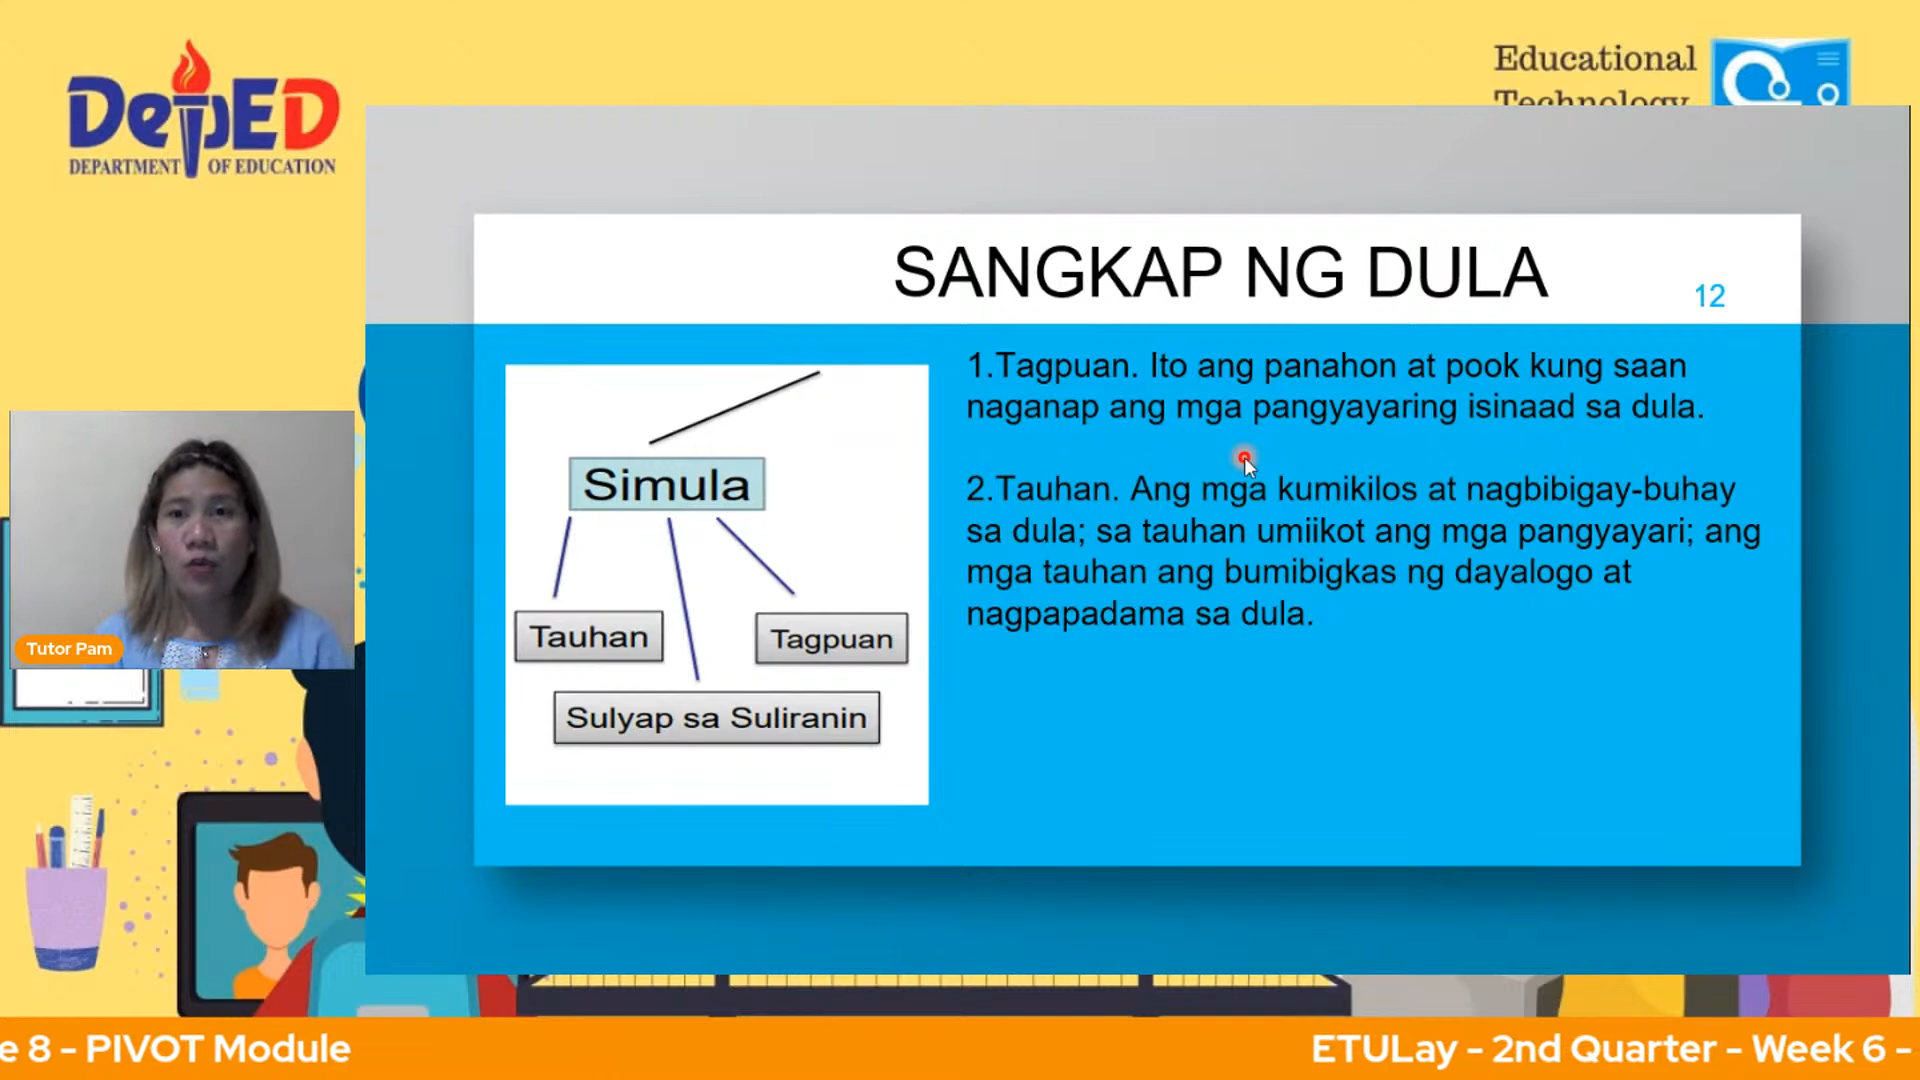 DepED
DEPARTMENT OF EDUCATION
Educational
Technology
SANGKAP NG DULA
12
1.Tagpuan. Ito ang panahon at pook kung saan
naganap ang mga pangyayaring isinaad sa dula.
2.Tauhan. Ang mga kumikilos at nagbibigay-buhay
sa dula; sa tauhan umiikot ang mga pangyayari; ang
mga tauhan ang bumibigkas ng dayalogo at
nagpapadama sa dula.
Simula
Tauhan
Tagpuan
Sulyap sa Suliranin
Tutor Pam
e 8 - PIVOT Module
ETULay - 2nd Quarter - Week 6 -